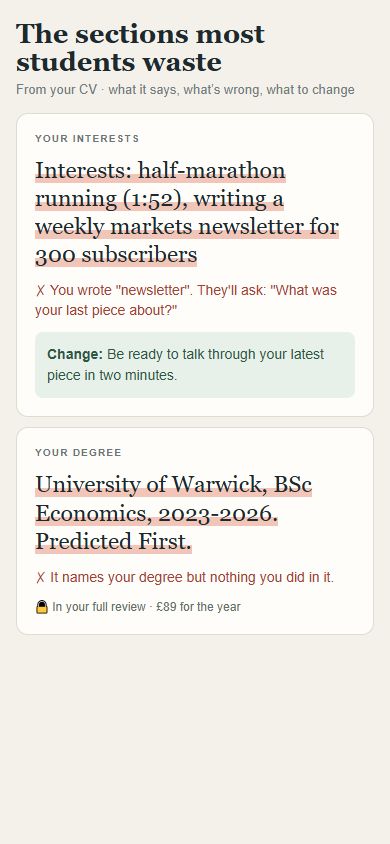 The sections most
students waste
From your CV · what it says, what's wrong, what to change
YOUR INTERESTS
Interests: half-marathon
running (1:52), writing a
weekly markets newsletter for
300 subscribers
✗ You wrote "newsletter". They'll ask: "What was
your last piece about?"
Change: Be ready to talk through your latest
piece in two minutes.
YOUR DEGREE
University of Warwick, BSc
Economics, 2023-2026.
Predicted First.
✗ It names your degree but nothing you did in it.
🔒 In your full review · £89 for the year